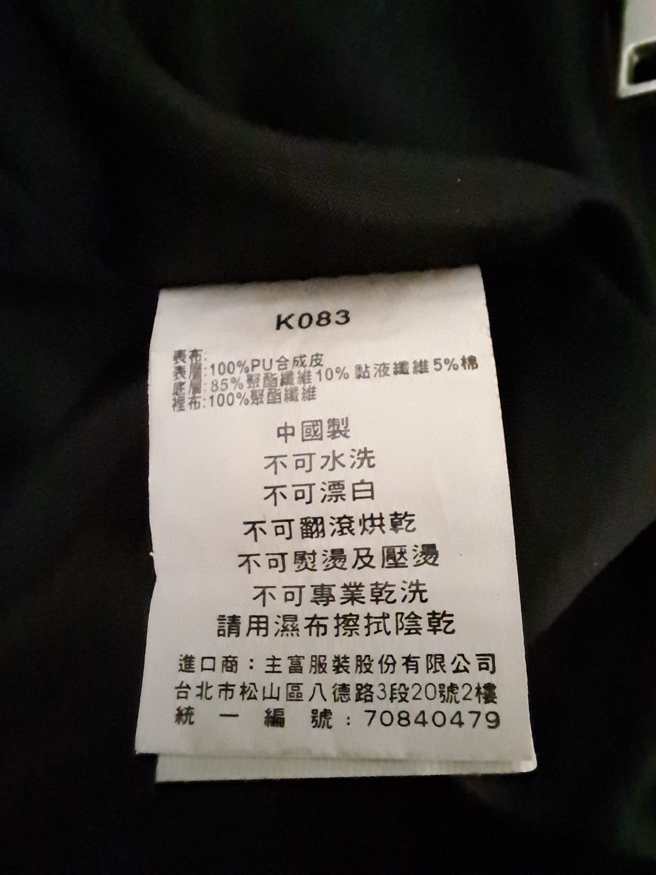 K083
表布:
表層:100%PU合成皮
底層:85%聚酯纖維10%黏液纖維5%棉
裡布:100%聚酯纖維
中國製
不可水洗
不可漂白
不可翻滾烘乾
不可熨燙及壓燙
不可專業乾洗
請用濕布擦拭陰乾
進口商:主富服裝股份有限公司
台北市松山區八德路3段20號2樓
統一編號:70840479